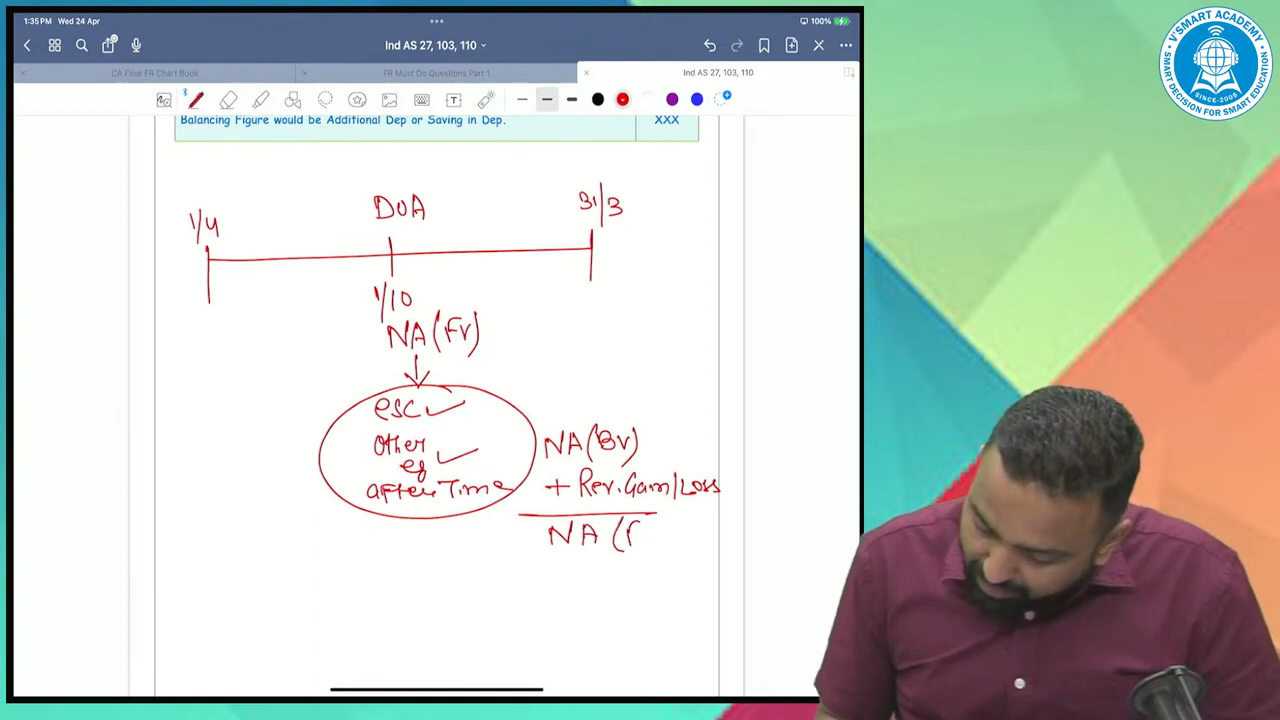 1:35 PM Wed 24 Apr
100%
Ind AS 27, 103, 110
CA Final FR Chart Book
FR Must Do Questions Part 1
Ind AS 27, 103, 110
Balancing Figure would be Additional Dep or Saving in Dep. XXX
1/4 DOA 31/3
1/10
NA (FV)
ESC
Other
eq
after Time
NA (BV)
+ Rev. Gain/Loss
NA (F
V'SMART ACADEMY
SINCE-2008
SMART DECISION FOR SMART EDUCATION